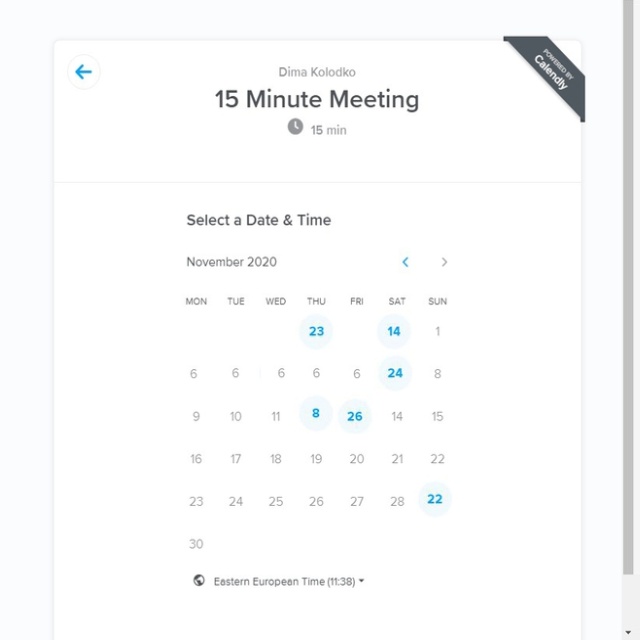 POWERED BY
Calendly
Dima Kolodko
15 Minute Meeting
15 min
Select a Date & Time
November 2020
MON TUE WED THU FRI SAT SUN
23 14 1
6 6 6 6 6 24 8
9 10 11 8 26 14 15
16 17 18 19 20 21 22
23 24 25 26 27 28 22
30
Eastern European Time (11:38)